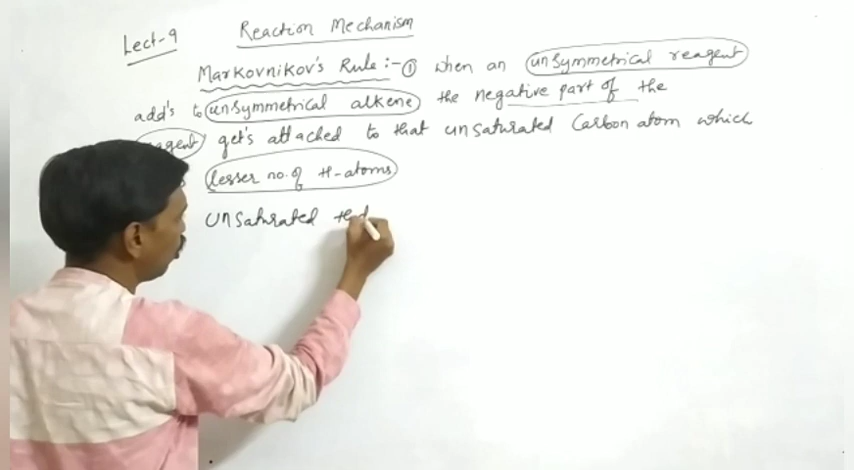 Lect-9
Reaction Mechanism
Markovnikov's Rule :- ① when an unsymmetrical reagent
add's to unsymmetrical alkene the negative part of the
get's attached to that unsaturated Carbon atom which
lesser no. of H-atoms
unsaturated